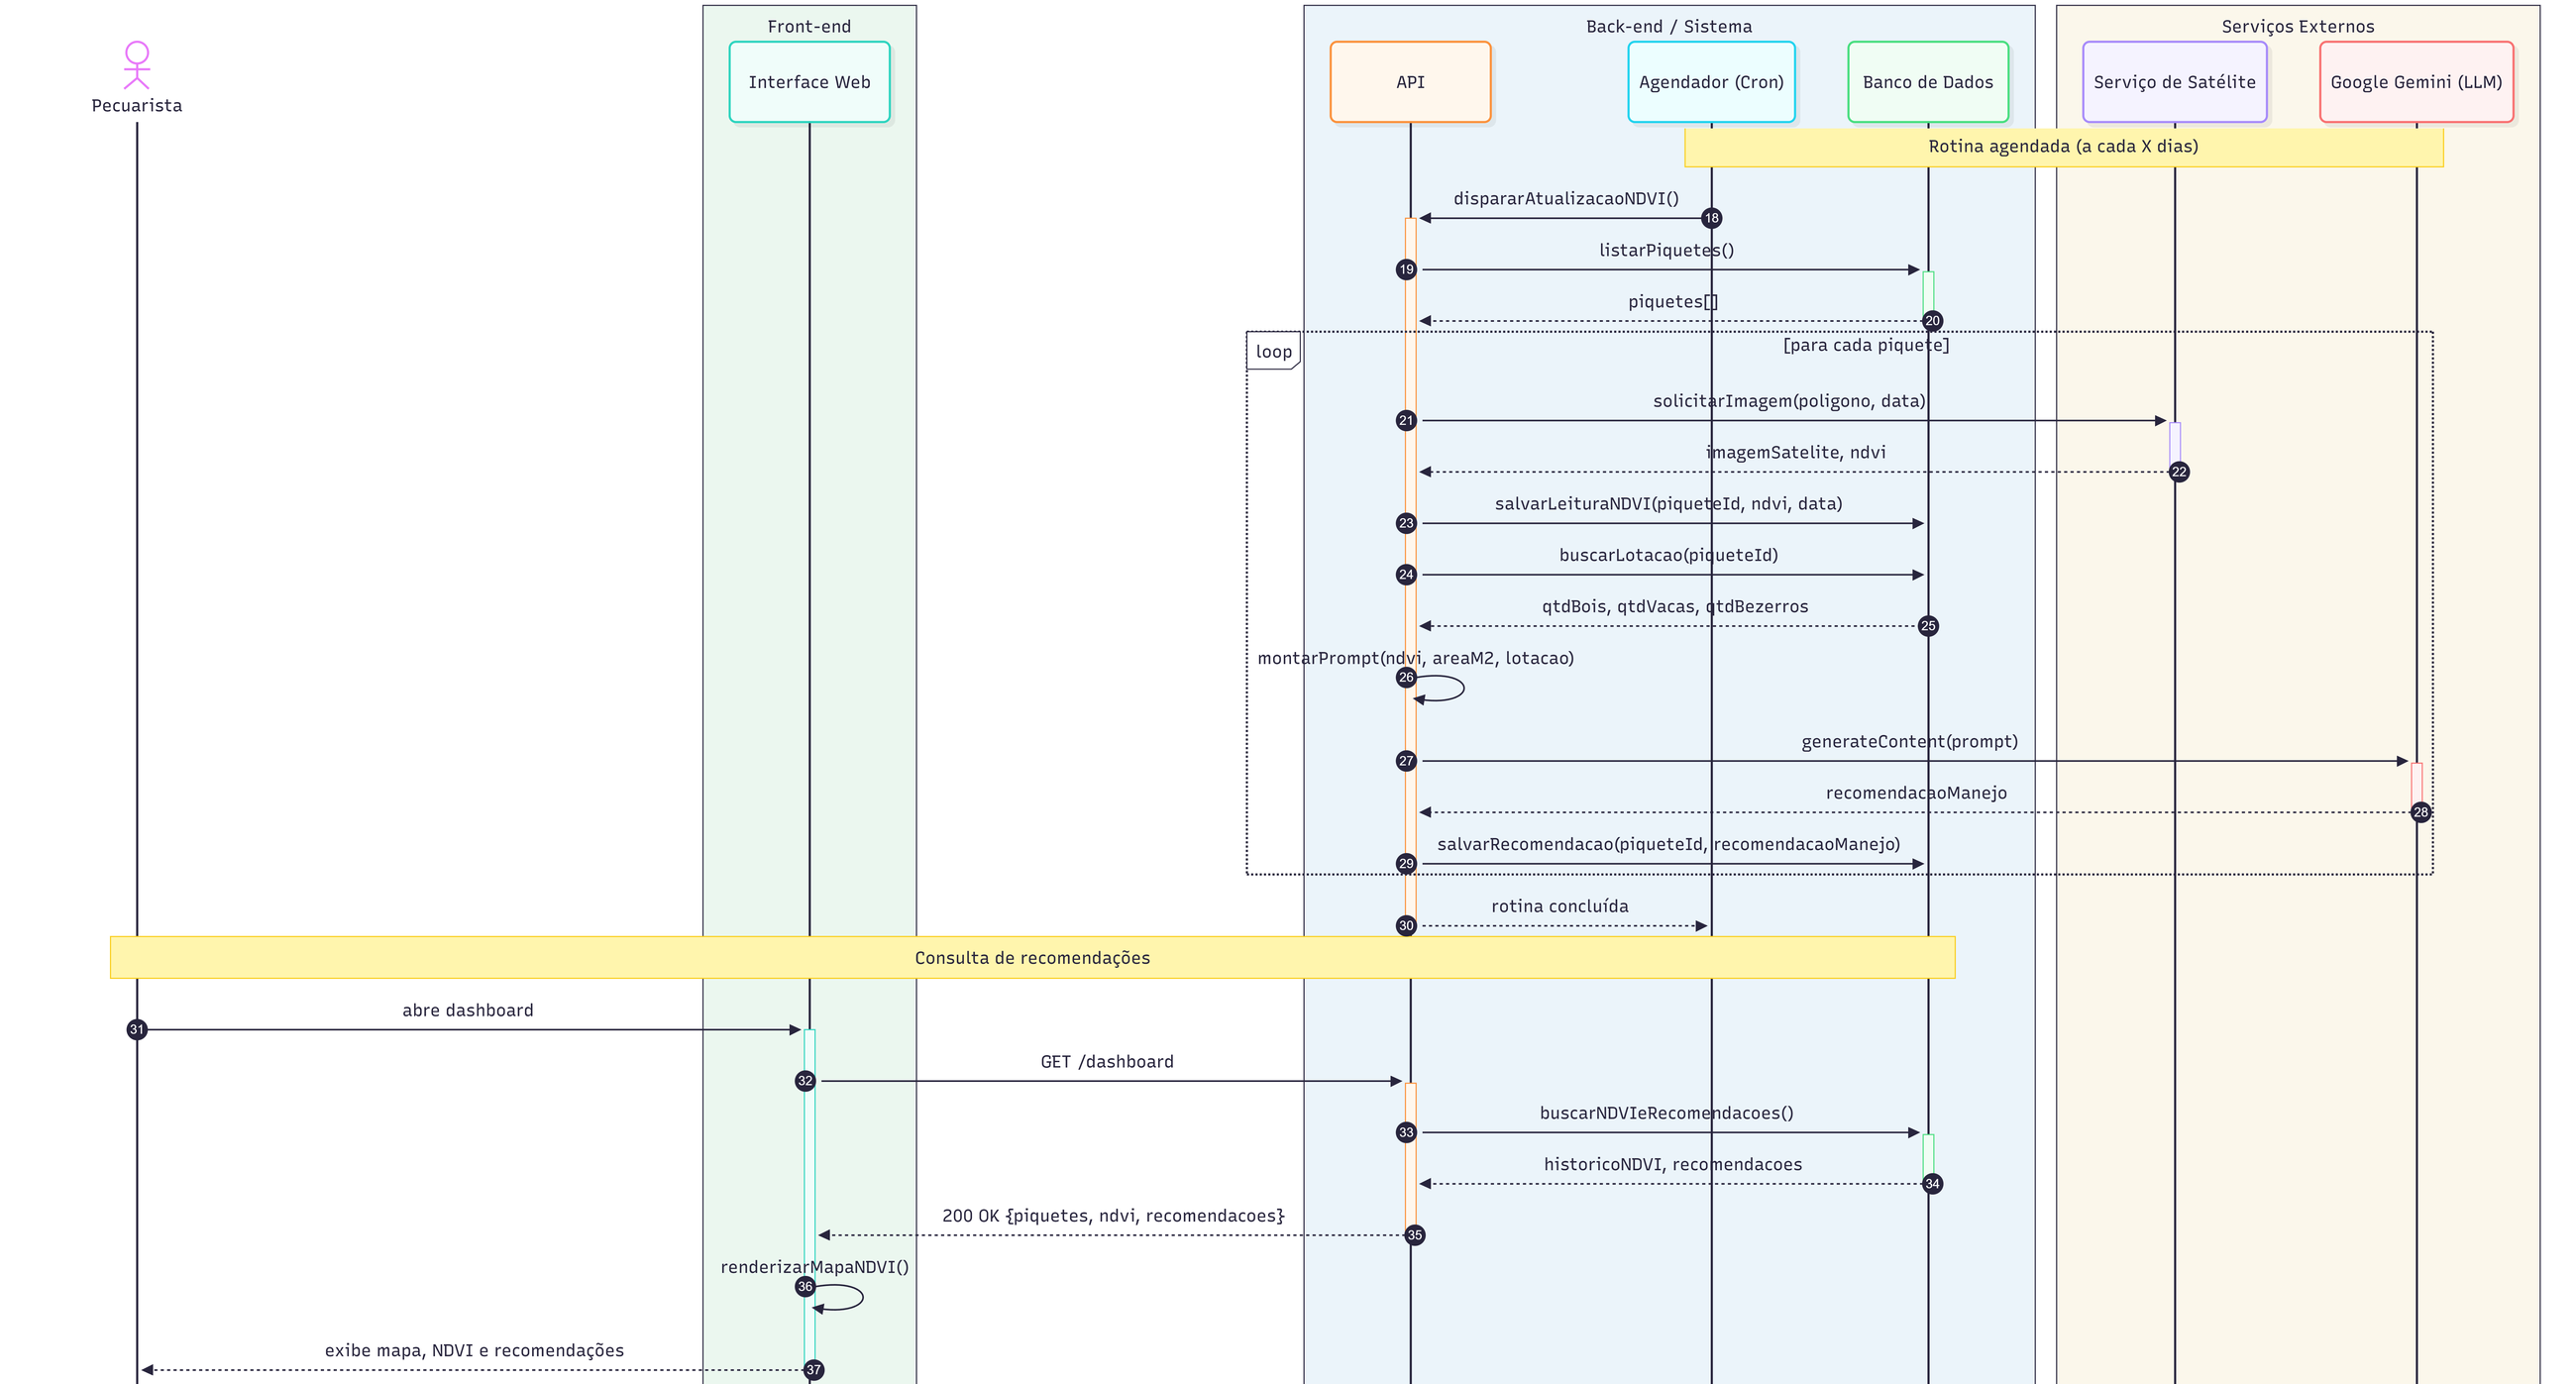 Front-end
Back-end / Sistema
Serviços Externos
Pecuarista
Interface Web
API
Agendador (Cron)
Banco de Dados
Serviço de Satélite
Google Gemini (LLM)
Rotina agendada (a cada X dias)
dispararAtualizacaoNDVI()
18
listarPiquetes()
19
piquetes[]
20
loop
[para cada piquete]
solicitarImagem(poligono, data)
21
imagemSatelite, ndvi
22
salvarLeituraNDVI(piqueteId, ndvi, data)
23
buscarLotacao(piqueteId)
24
qtdBois, qtdVacas, qtdBezerros
25
montarPrompt(ndvi, areaM2, lotacao)
26
generateContent(prompt)
27
recomendacaoManejo
28
salvarRecomendacao(piqueteId, recomendacaoManejo)
29
rotina concluída
30
Consulta de recomendações
abre dashboard
31
GET /dashboard
32
buscarNDVIeRecomendacoes()
33
historicoNDVI, recomendacoes
34
200 OK {piquetes, ndvi, recomendacoes}
35
renderizarMapaNDVI()
36
exibe mapa, NDVI e recomendações
37